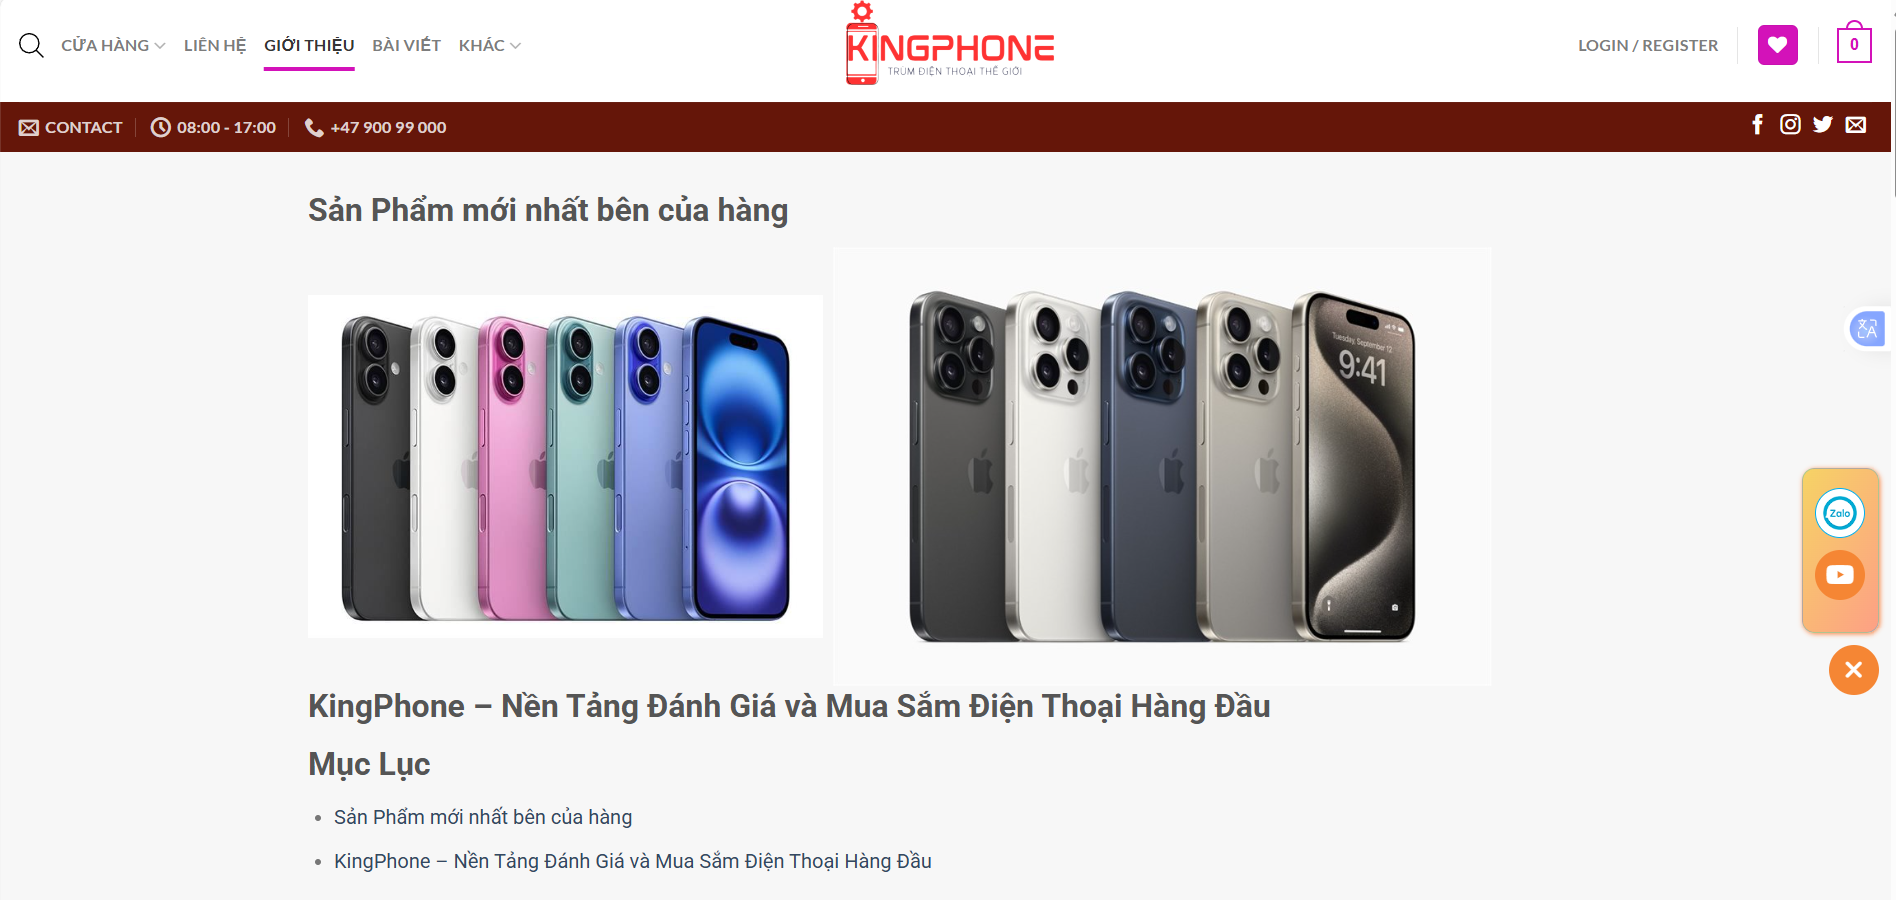 CỬA HÀNG
LIÊN HỆ
GIỚI THIỆU
BÀI VIẾT
KHÁC
KINGPHONE
TRÙM ĐIỆN THOẠI THẾ GIỚI
LOGIN / REGISTER
0
CONTACT
08:00 - 17:00
+47 900 99 000
Sản Phẩm mới nhất bên của hàng
Tuesday, September 12
9:41
文 A
Zalo
KingPhone – Nền Tảng Đánh Giá và Mua Sắm Điện Thoại Hàng Đầu
Mục Lục
Sản Phẩm mới nhất bên của hàng
KingPhone – Nền Tảng Đánh Giá và Mua Sắm Điện Thoại Hàng Đầu